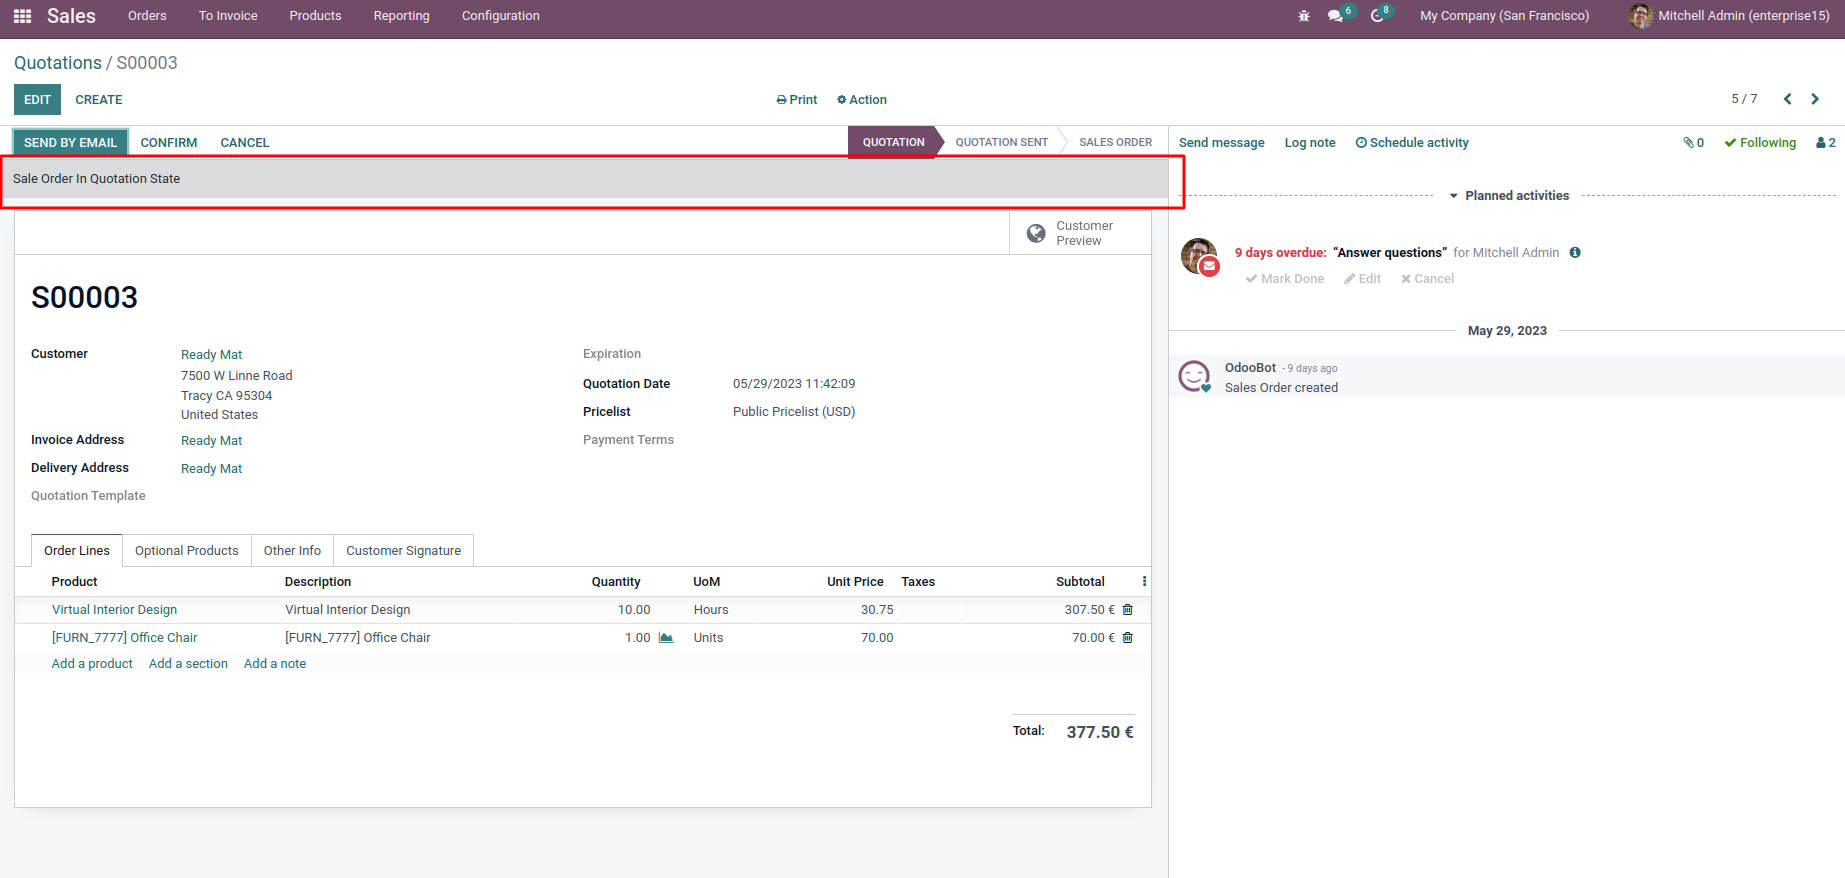 Sales Orders To Invoice Products Reporting Configuration 6 8 My Company (San Francisco) Mitchell Admin (enterprise15)
Quotations / S00003
EDIT CREATE Print Action 5 / 7
SEND BY EMAIL CONFIRM CANCEL QUOTATION QUOTATION SENT SALES ORDER
Sale Order In Quotation State
Customer
Preview
S00003
Customer Ready Mat
7500 W Linne Road
Tracy CA 95304
United States
Invoice Address Ready Mat
Delivery Address Ready Mat
Quotation Template
Expiration
Quotation Date 05/29/2023 11:42:09
Pricelist Public Pricelist (USD)
Payment Terms
Order Lines Optional Products Other Info Customer Signature
Product Description Quantity UoM Unit Price Taxes Subtotal
Virtual Interior Design Virtual Interior Design 10.00 Hours 30.75 307.50 €
[FURN_7777] Office Chair [FURN_7777] Office Chair 1.00 Units 70.00 70.00 €
Add a product Add a section Add a note
Total: 377.50 €
Send message Log note Schedule activity 0 Following 2
Planned activities
9 days overdue: “Answer questions” for Mitchell Admin
Mark Done Edit Cancel
May 29, 2023
OdooBot - 9 days ago
Sales Order created